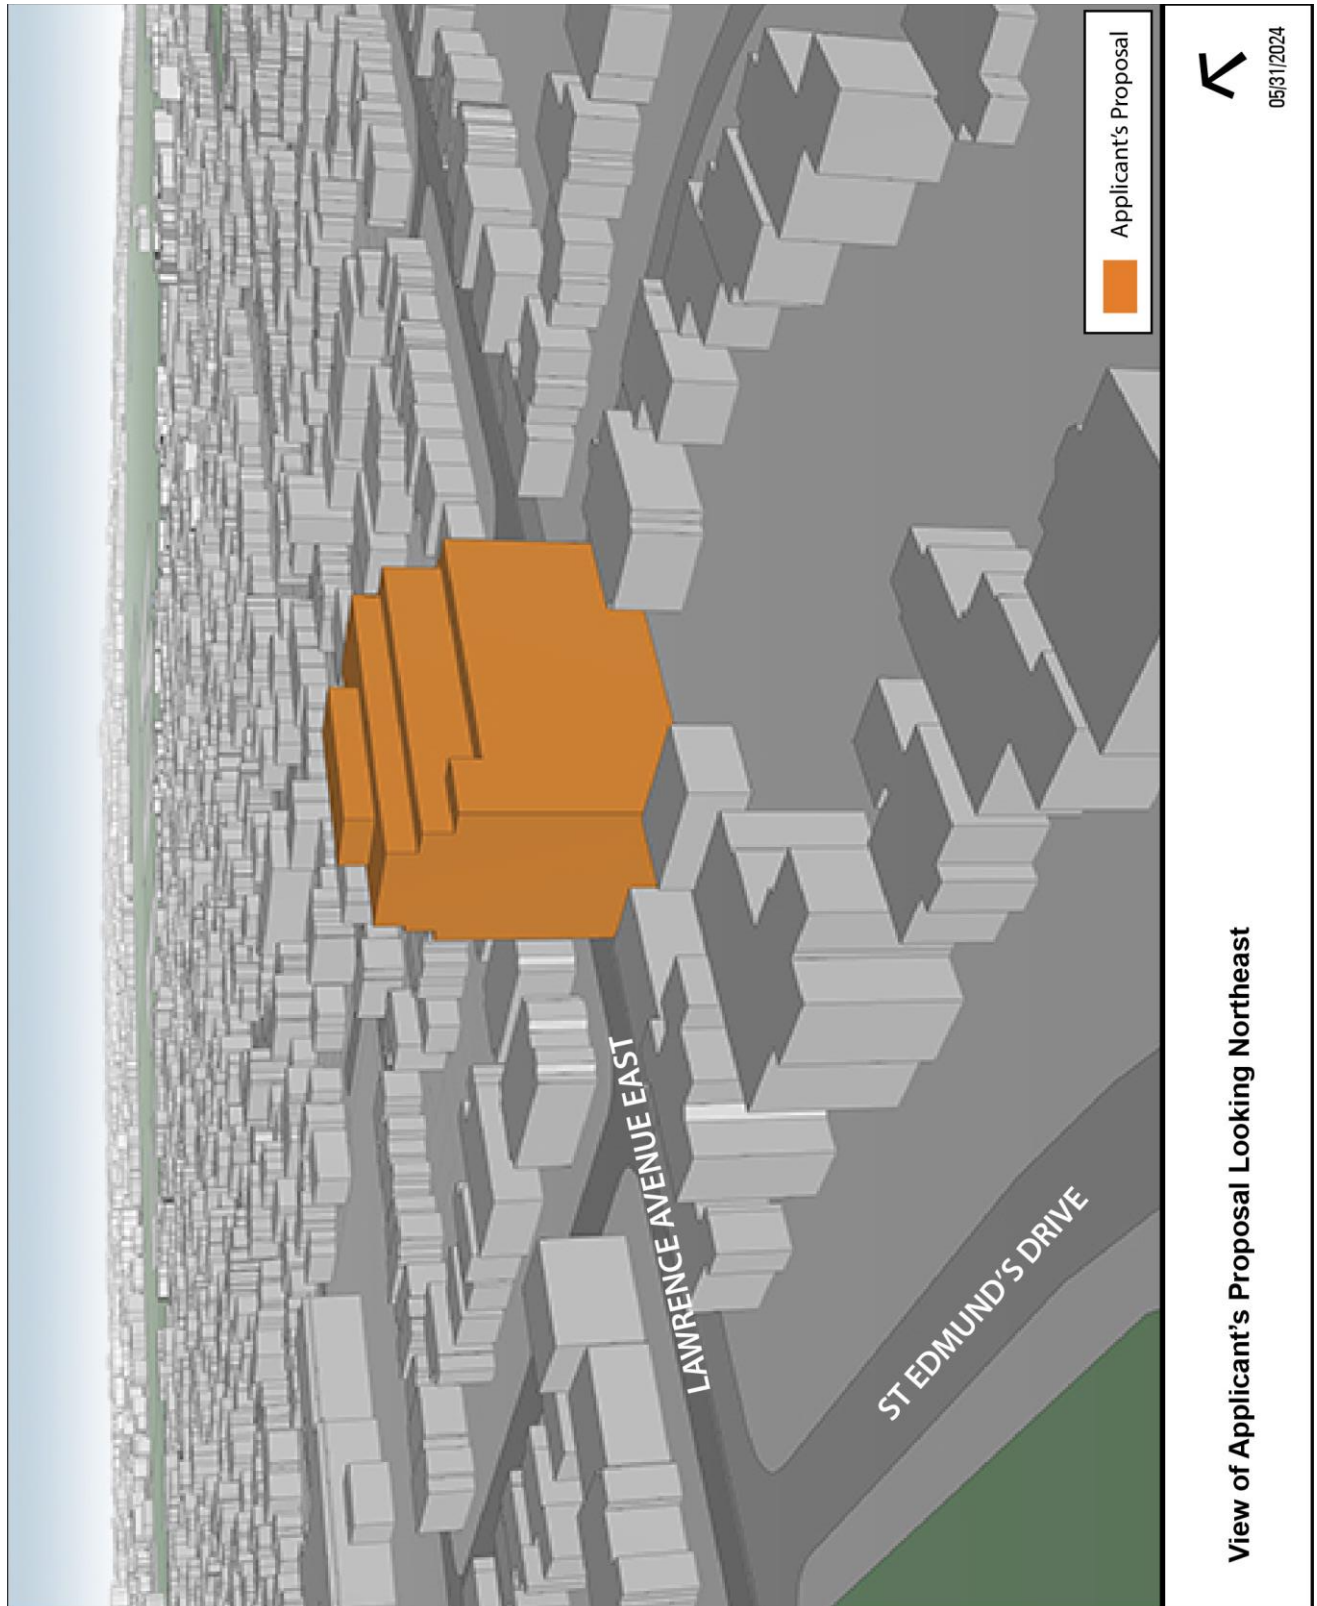 LAWRENCE AVENUE EAST
ST EDMUND'S DRIVE
Applicant's Proposal
View of Applicant's Proposal Looking Northeast
05/31/2024